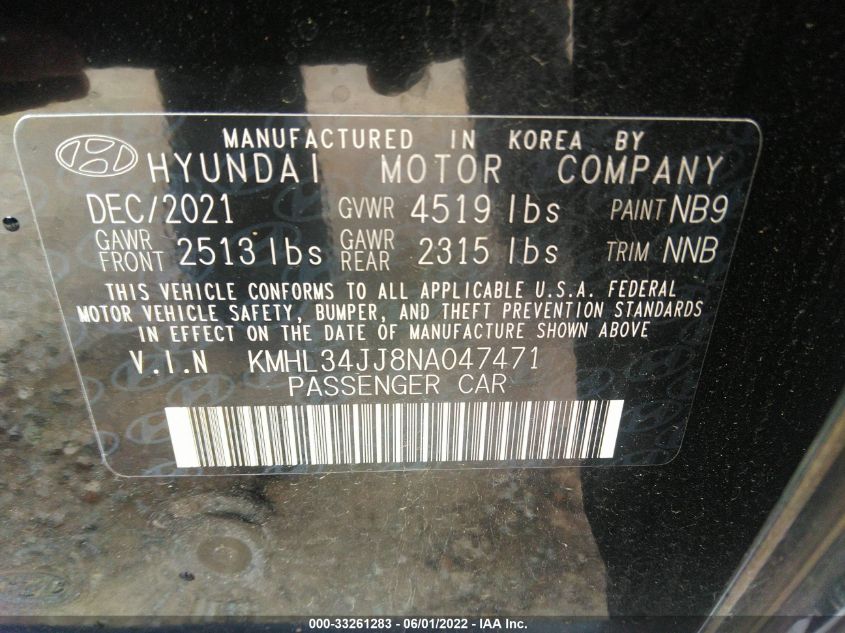 MANUFACTURED IN KOREA BY
HYUNDAI MOTOR COMPANY
DEC/2021 GVWR 4519 lbs PAINT NB9
GAWR FRONT 2513 lbs GAWR REAR 2315 lbs TRIM NNB
THIS VEHICLE CONFORMS TO ALL APPLICABLE U.S.A. FEDERAL
MOTOR VEHICLE SAFETY, BUMPER, AND THEFT PREVENTION STANDARDS
IN EFFECT ON THE DATE OF MANUFACTURE SHOWN ABOVE
V.I.N KMHL34JJ8NA047471
PASSENGER CAR
000-33261283 - 06/01/2022 - IAA Inc.